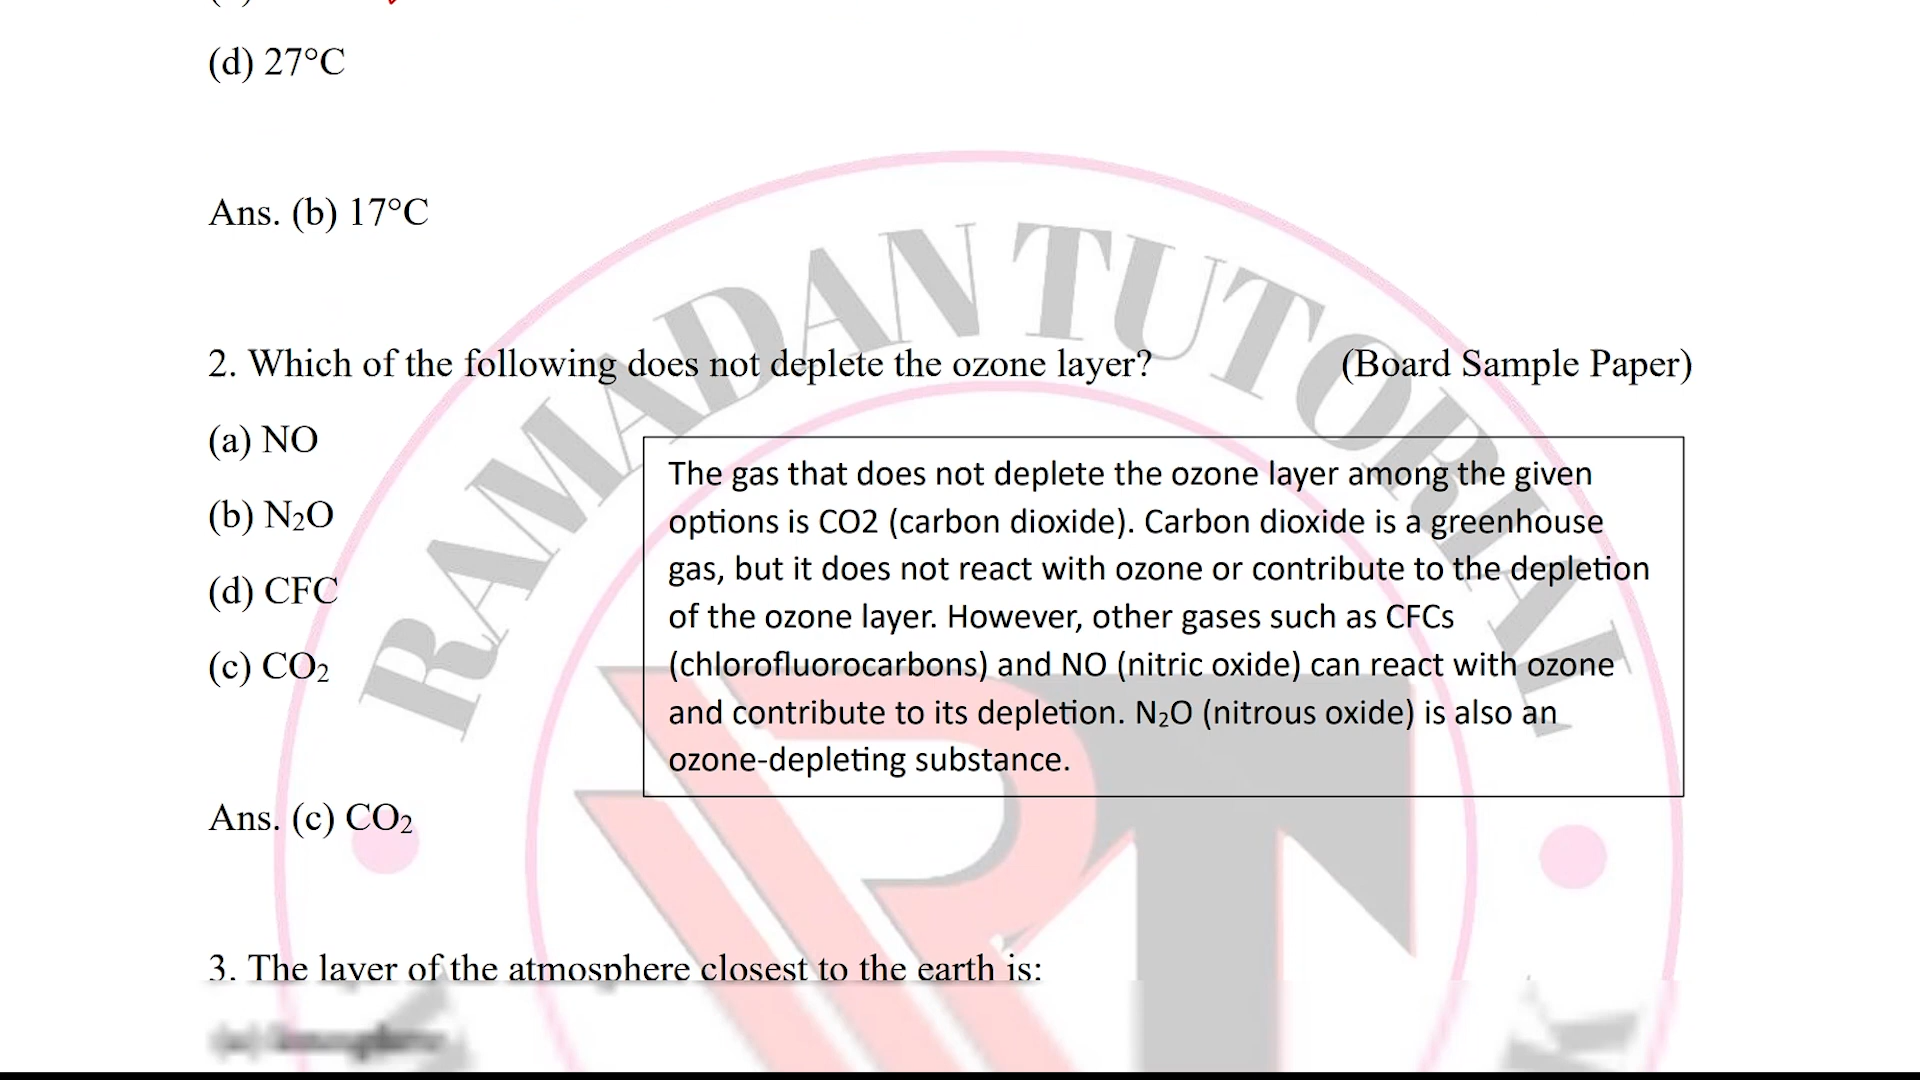 (d) 27°C
Ans. (b) 17°C
2. Which of the following does not deplete the ozone layer? (Board Sample Paper)
(a) NO
(b) N₂O
(d) CFC
(c) CO₂
The gas that does not deplete the ozone layer among the given
options is CO2 (carbon dioxide). Carbon dioxide is a greenhouse
gas, but it does not react with ozone or contribute to the depletion
of the ozone layer. However, other gases such as CFCs
(chlorofluorocarbons) and NO (nitric oxide) can react with ozone
and contribute to its depletion. N₂O (nitrous oxide) is also an
ozone-depleting substance.
Ans. (c) CO₂
3. The layer of the atmosphere closest to the earth is:
RAMADAN TUTORIAL
RT